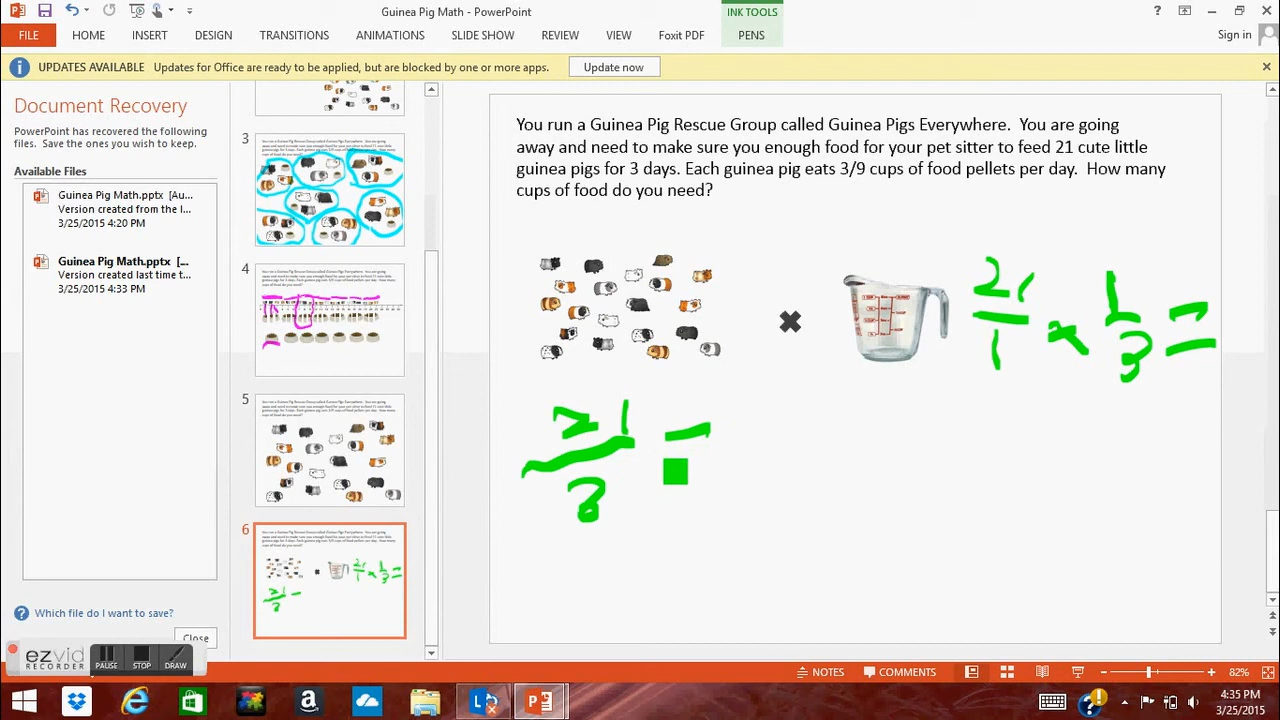 Guinea Pig Math - PowerPoint
INK TOOLS
FILE HOME INSERT DESIGN TRANSITIONS ANIMATIONS SLIDE SHOW REVIEW VIEW Foxit PDF PENS
Sign in
UPDATES AVAILABLE Updates for Office are ready to be applied, but are blocked by one or more apps. Update now
Document Recovery
PowerPoint has recovered the following
files. Save you wish to keep.
Available Files
Guinea Pig Math.pptx [Au...
Version created from the l...
3/25/2015 4:20 PM
Guinea Pig Math.pptx [...
Version created last time t...
3/25/2015 4:33 PM
Which file do I want to save?
Close
ezvid
RECORDER
PAUSE STOP DRAW
3
4
5
6
You run a Guinea Pig Rescue Group called Guinea Pigs Everywhere. You are going
away and need to make sure you enough food for your pet sitter to feed 21 cute little
guinea pigs for 3 days. Each guinea pig eats 3/9 cups of food pellets per day. How many
cups of food do you need?
21/1 x 1/3 =
21/3 =
NOTES COMMENTS 82%
4:35 PM
3/25/2015